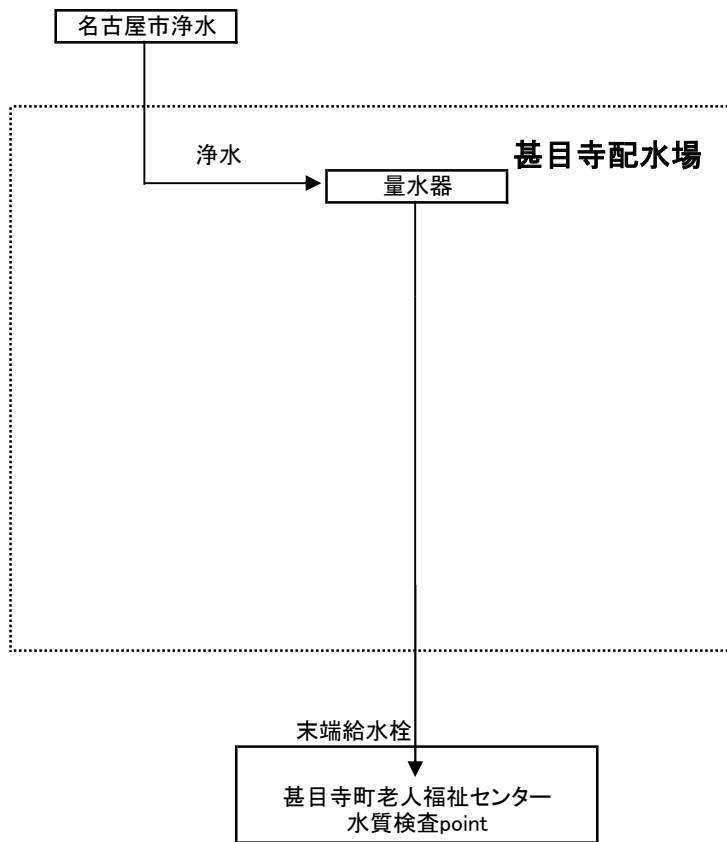 名古屋市浄水
浄水
甚目寺配水場
量水器
末端給水栓
甚目寺町老人福祉センター
水質検査point